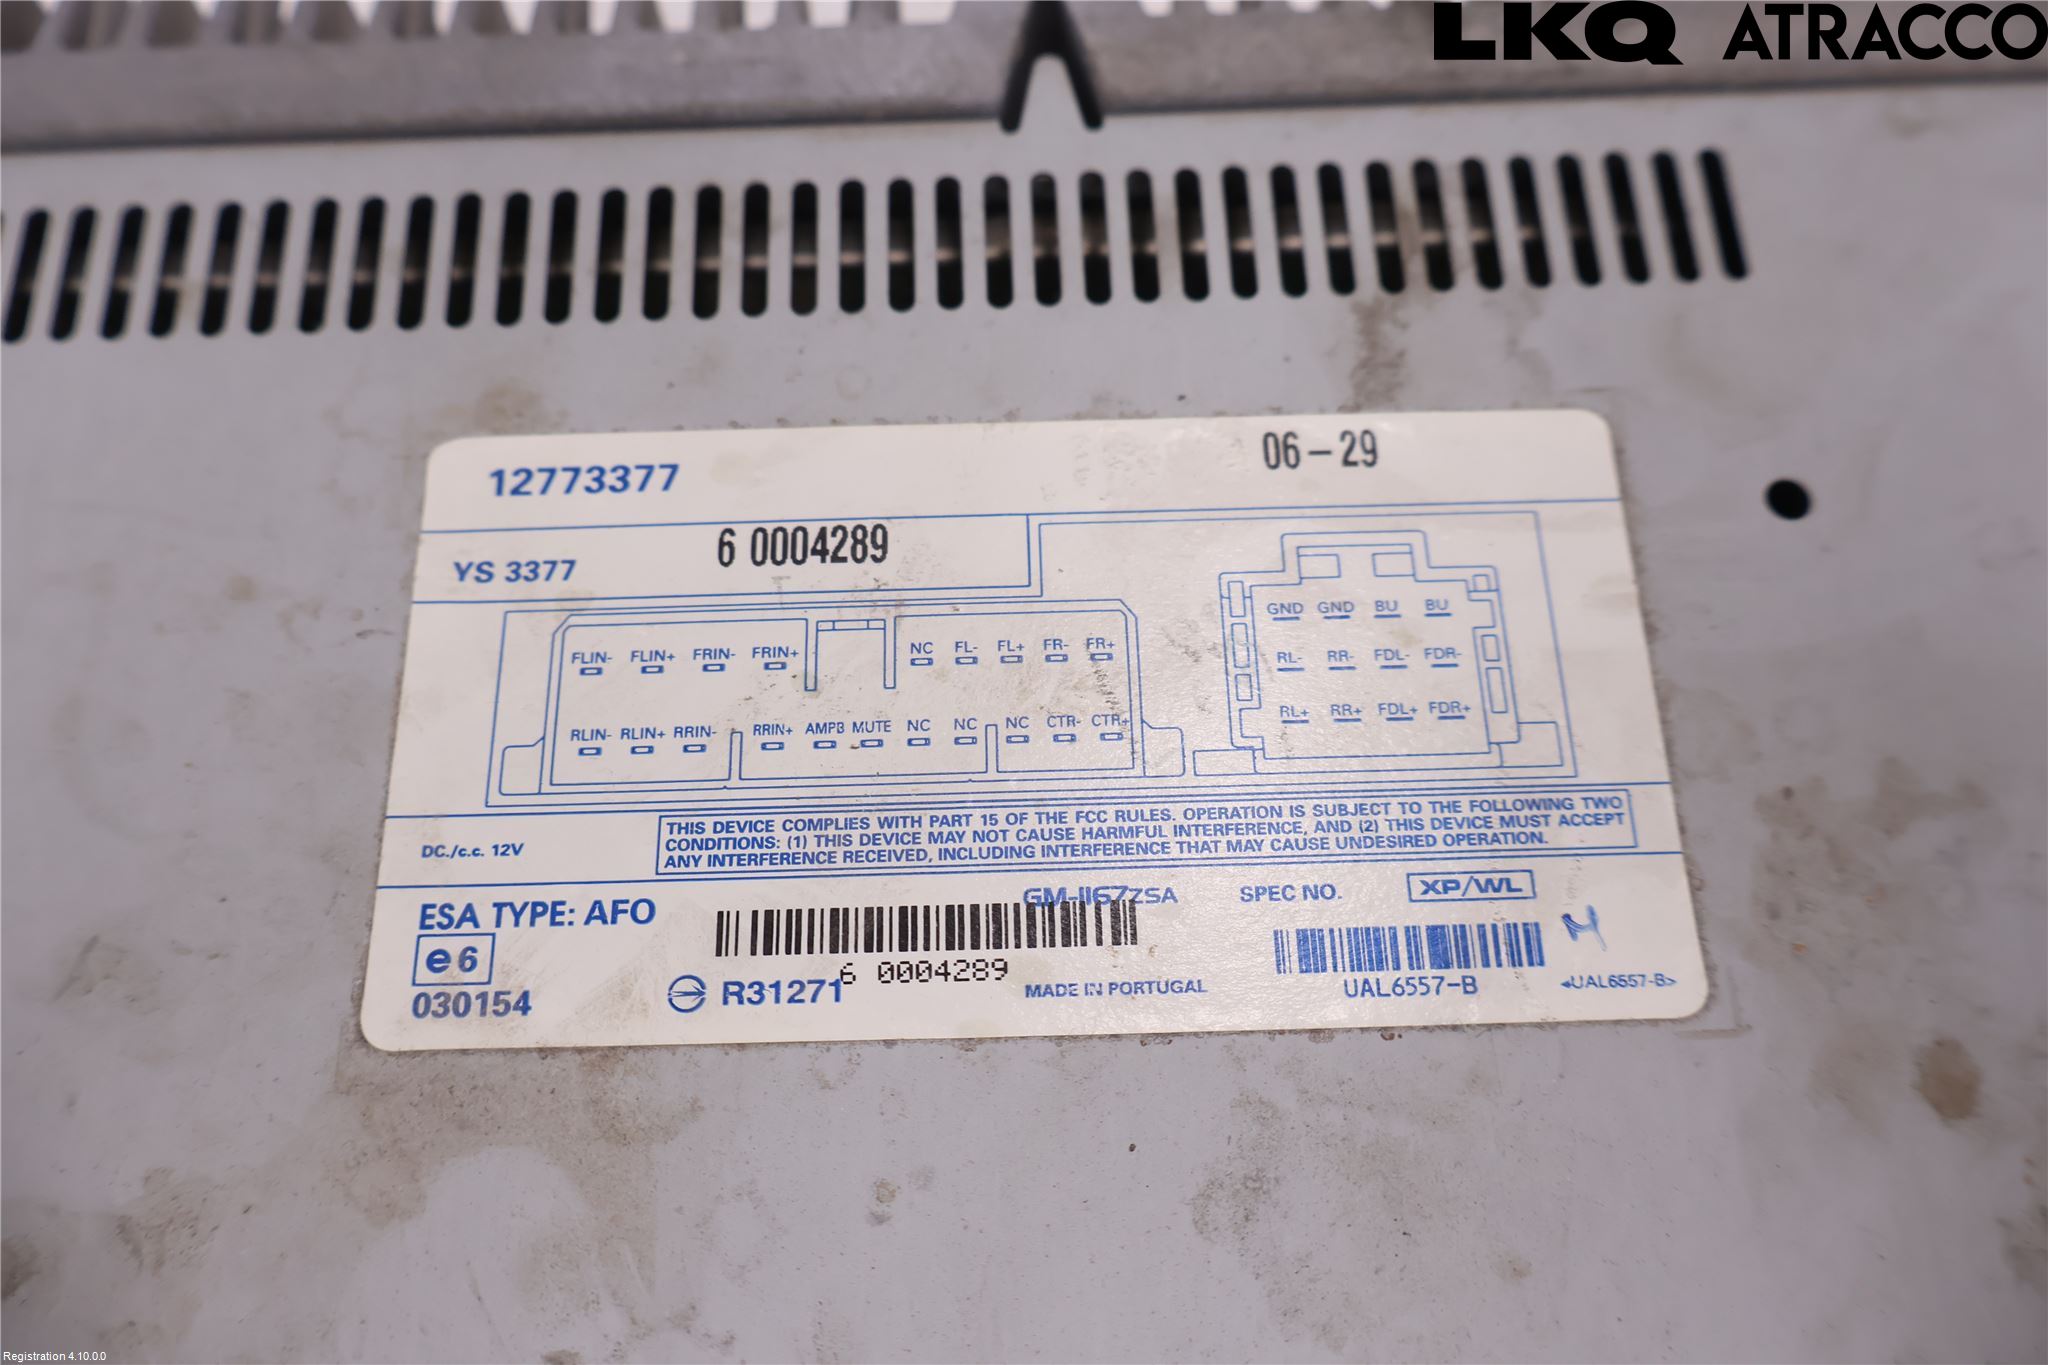 LKQ ATRACCO
12773377
06-29
YS 3377
6 0004289
FLIN- FLIN+ FRIN- FRIN+ NC FL- FL+ FR- FR+
RLIN- RLIN+ RRIN- RRIN+ AMPB MUTE NC NC NC CTR- CTR+
GND GND BU BU
RL- RR- FDL- FDR-
RL+ RR+ FDL+ FDR+
DC./c.c. 12V
THIS DEVICE COMPLIES WITH PART 15 OF THE FCC RULES. OPERATION IS SUBJECT TO THE FOLLOWING TWO
CONDITIONS: (1) THIS DEVICE MAY NOT CAUSE HARMFUL INTERFERENCE, AND (2) THIS DEVICE MUST ACCEPT
ANY INTERFERENCE RECEIVED, INCLUDING INTERFERENCE THAT MAY CAUSE UNDESIRED OPERATION.
ESA TYPE: AFO
e6
030154
GM-1167ZSA
SPEC NO.
XP/WL
6 0004289
R31271
MADE IN PORTUGAL
UAL6557-B
<UAL6557-B>
Registration 4.10.0.0